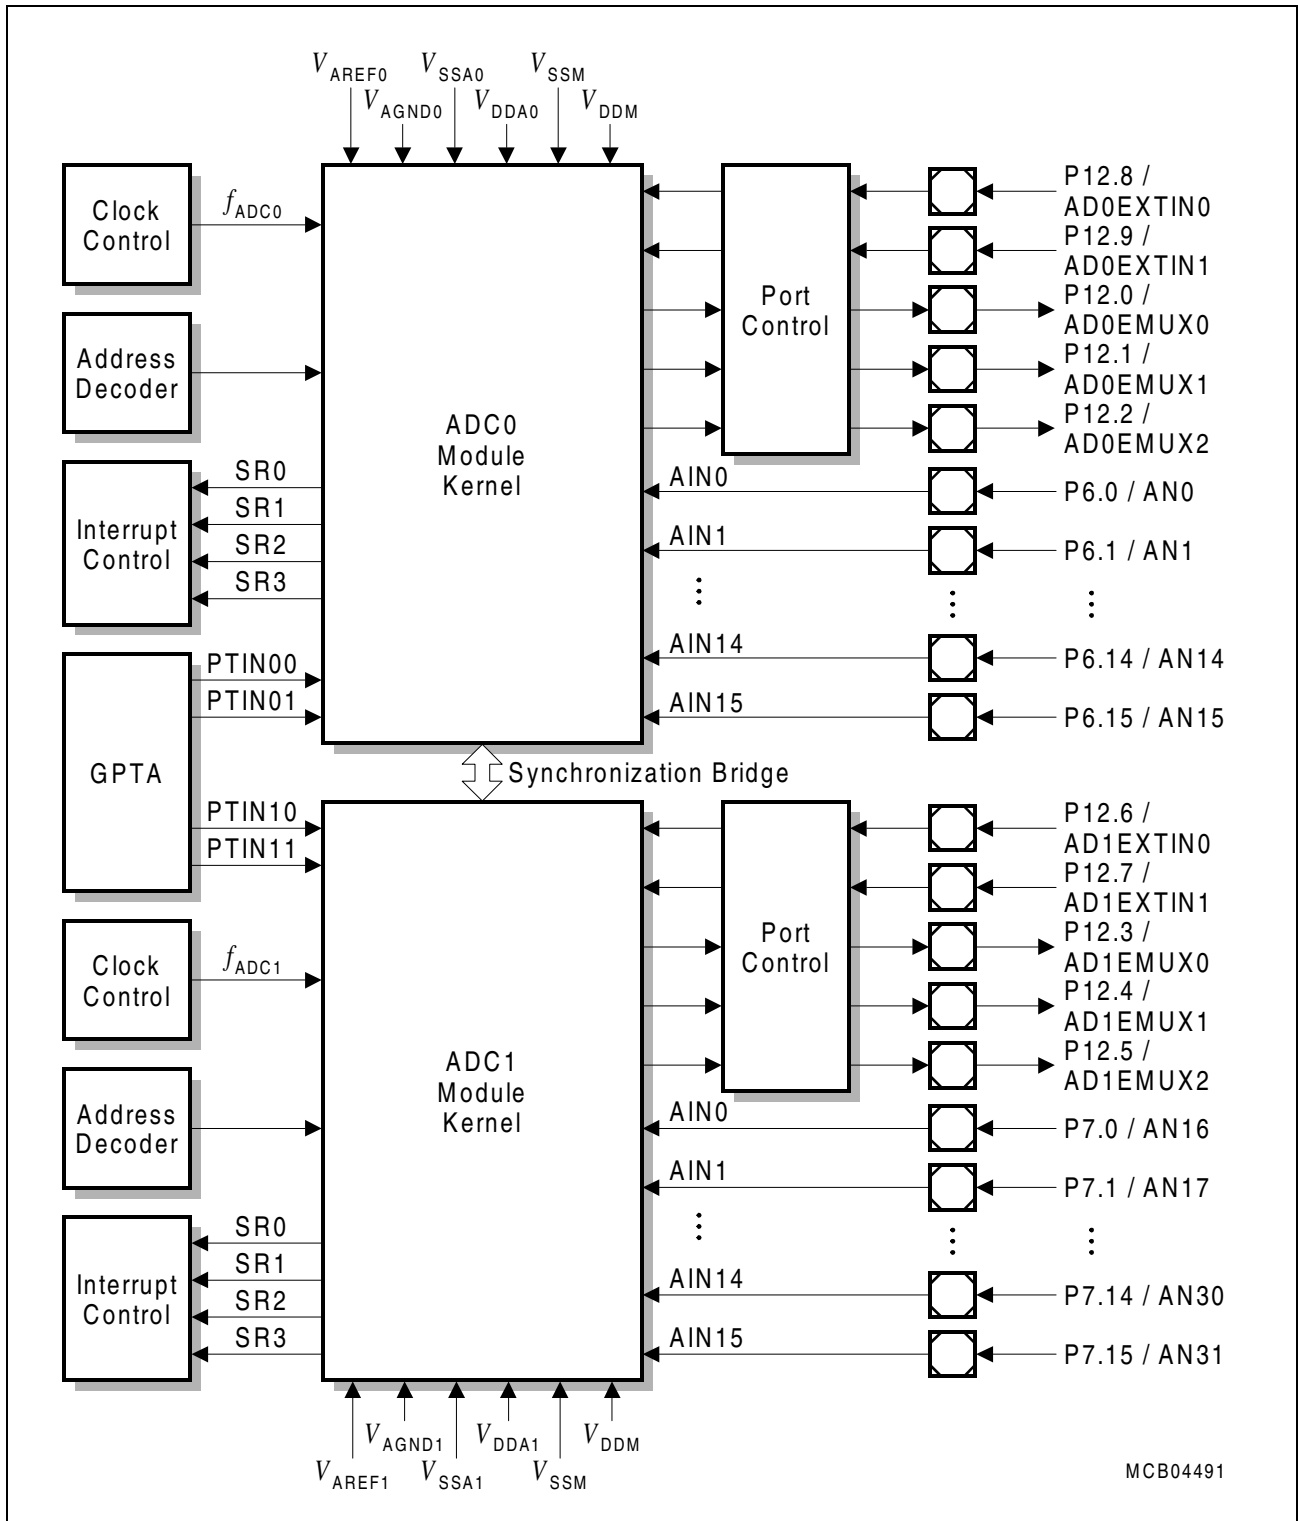 VAREF0 VSSA0 VSSM
VAGND0 VDDA0 VDDM
Clock
Control
fADC0
Address
Decoder
Interrupt
Control
SR0
SR1
SR2
SR3
GPTA
PTIN00
PTIN01
PTIN10
PTIN11
ADC0
Module
Kernel
Port
Control
P12.8 /
AD0EXTIN0
P12.9 /
AD0EXTIN1
P12.0 /
AD0EMUX0
P12.1 /
AD0EMUX1
P12.2 /
AD0EMUX2
AIN0
P6.0 / AN0
AIN1
P6.1 / AN1
AIN14
P6.14 / AN14
AIN15
P6.15 / AN15
Synchronization Bridge
Clock
Control
fADC1
Address
Decoder
Interrupt
Control
SR0
SR1
SR2
SR3
ADC1
Module
Kernel
Port
Control
P12.6 /
AD1EXTIN0
P12.7 /
AD1EXTIN1
P12.3 /
AD1EMUX0
P12.4 /
AD1EMUX1
P12.5 /
AD1EMUX2
AIN0
P7.0 / AN16
AIN1
P7.1 / AN17
AIN14
P7.14 / AN30
AIN15
P7.15 / AN31
VAGND1 VDDA1 VDDM
VAREF1 VSSA1 VSSM
MCB04491